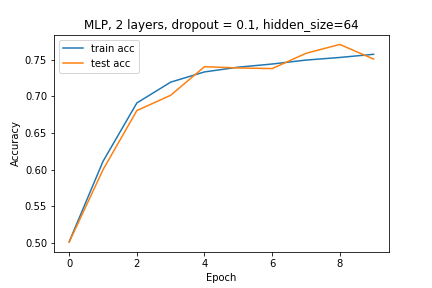 MLP, 2 layers, dropout = 0.1, hidden_size=64
train acc
test acc
0.75
0.70
0.65
0.60
0.55
0.50
Accuracy
0 2 4 6 8
Epoch